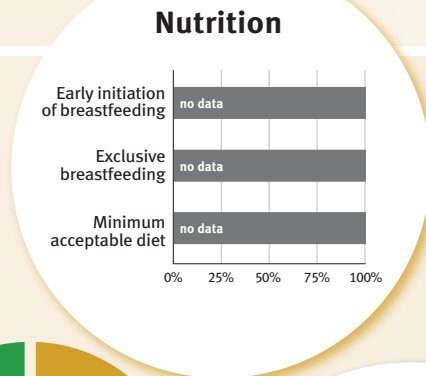 Nutrition
Early initiation
of breastfeeding
no data
Exclusive
breastfeeding
no data
Minimum
acceptable diet
no data
0% 25% 50% 75% 100%